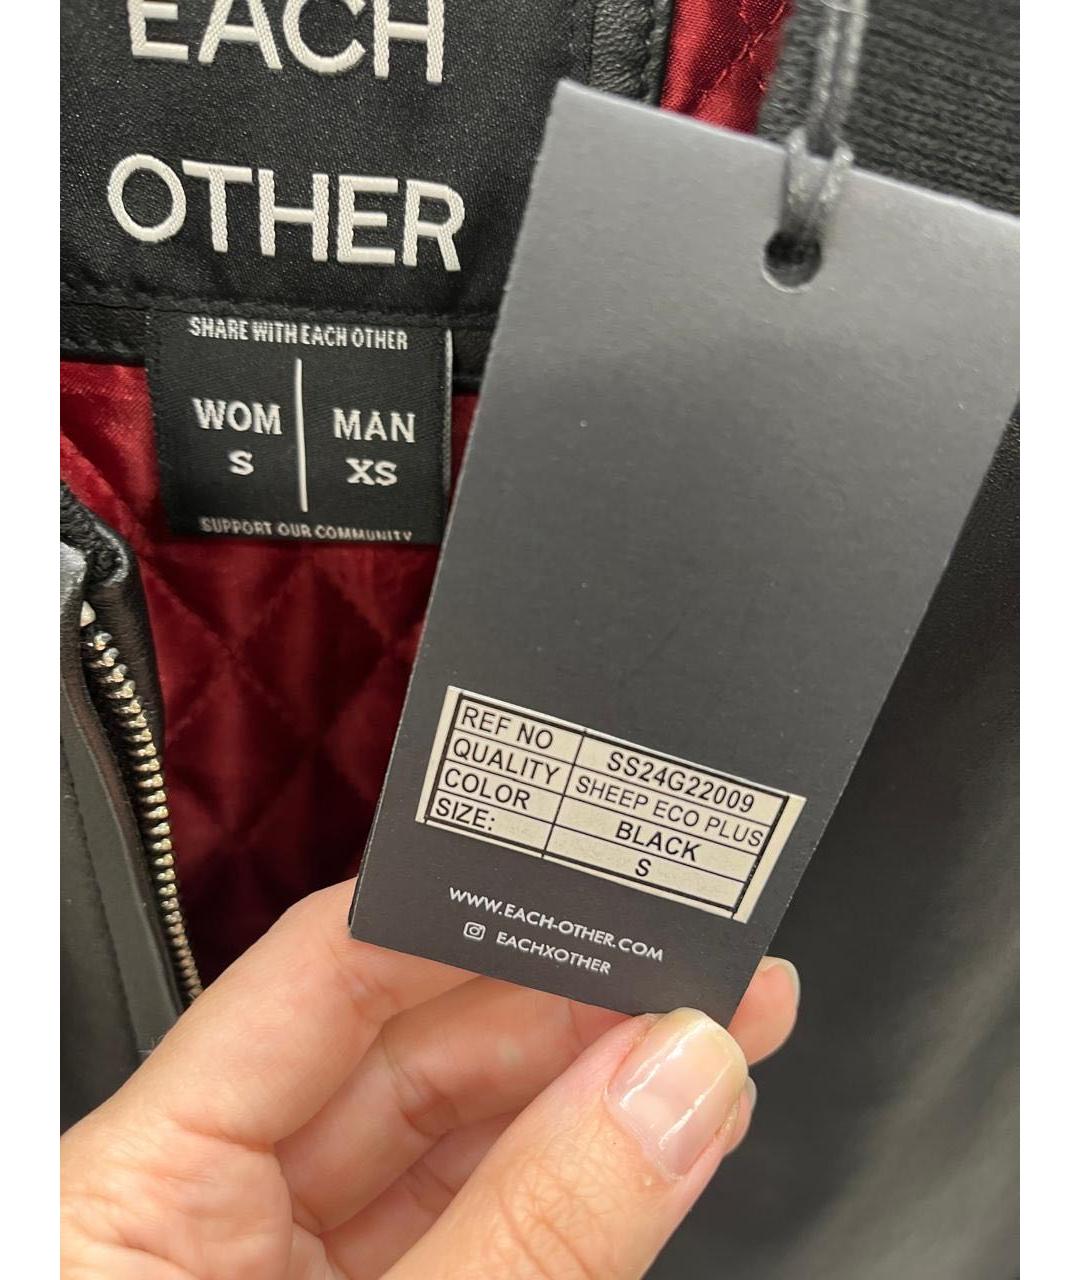 EACH
OTHER
SHARE WITH EACH OTHER
WOM | MAN
S | XS
SUPPORT OUR COMMUNITY
REF NO SS24G22009
QUALITY SHEEP ECO PLUS
COLOR BLACK
SIZE: S
WWW.EACH-OTHER.COM
EACHXOTHER